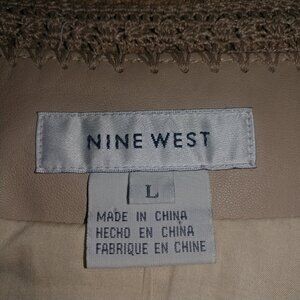 NINE WEST
L
MADE IN CHINA
HECHO EN CHINA
FABRIQUE EN CHINE